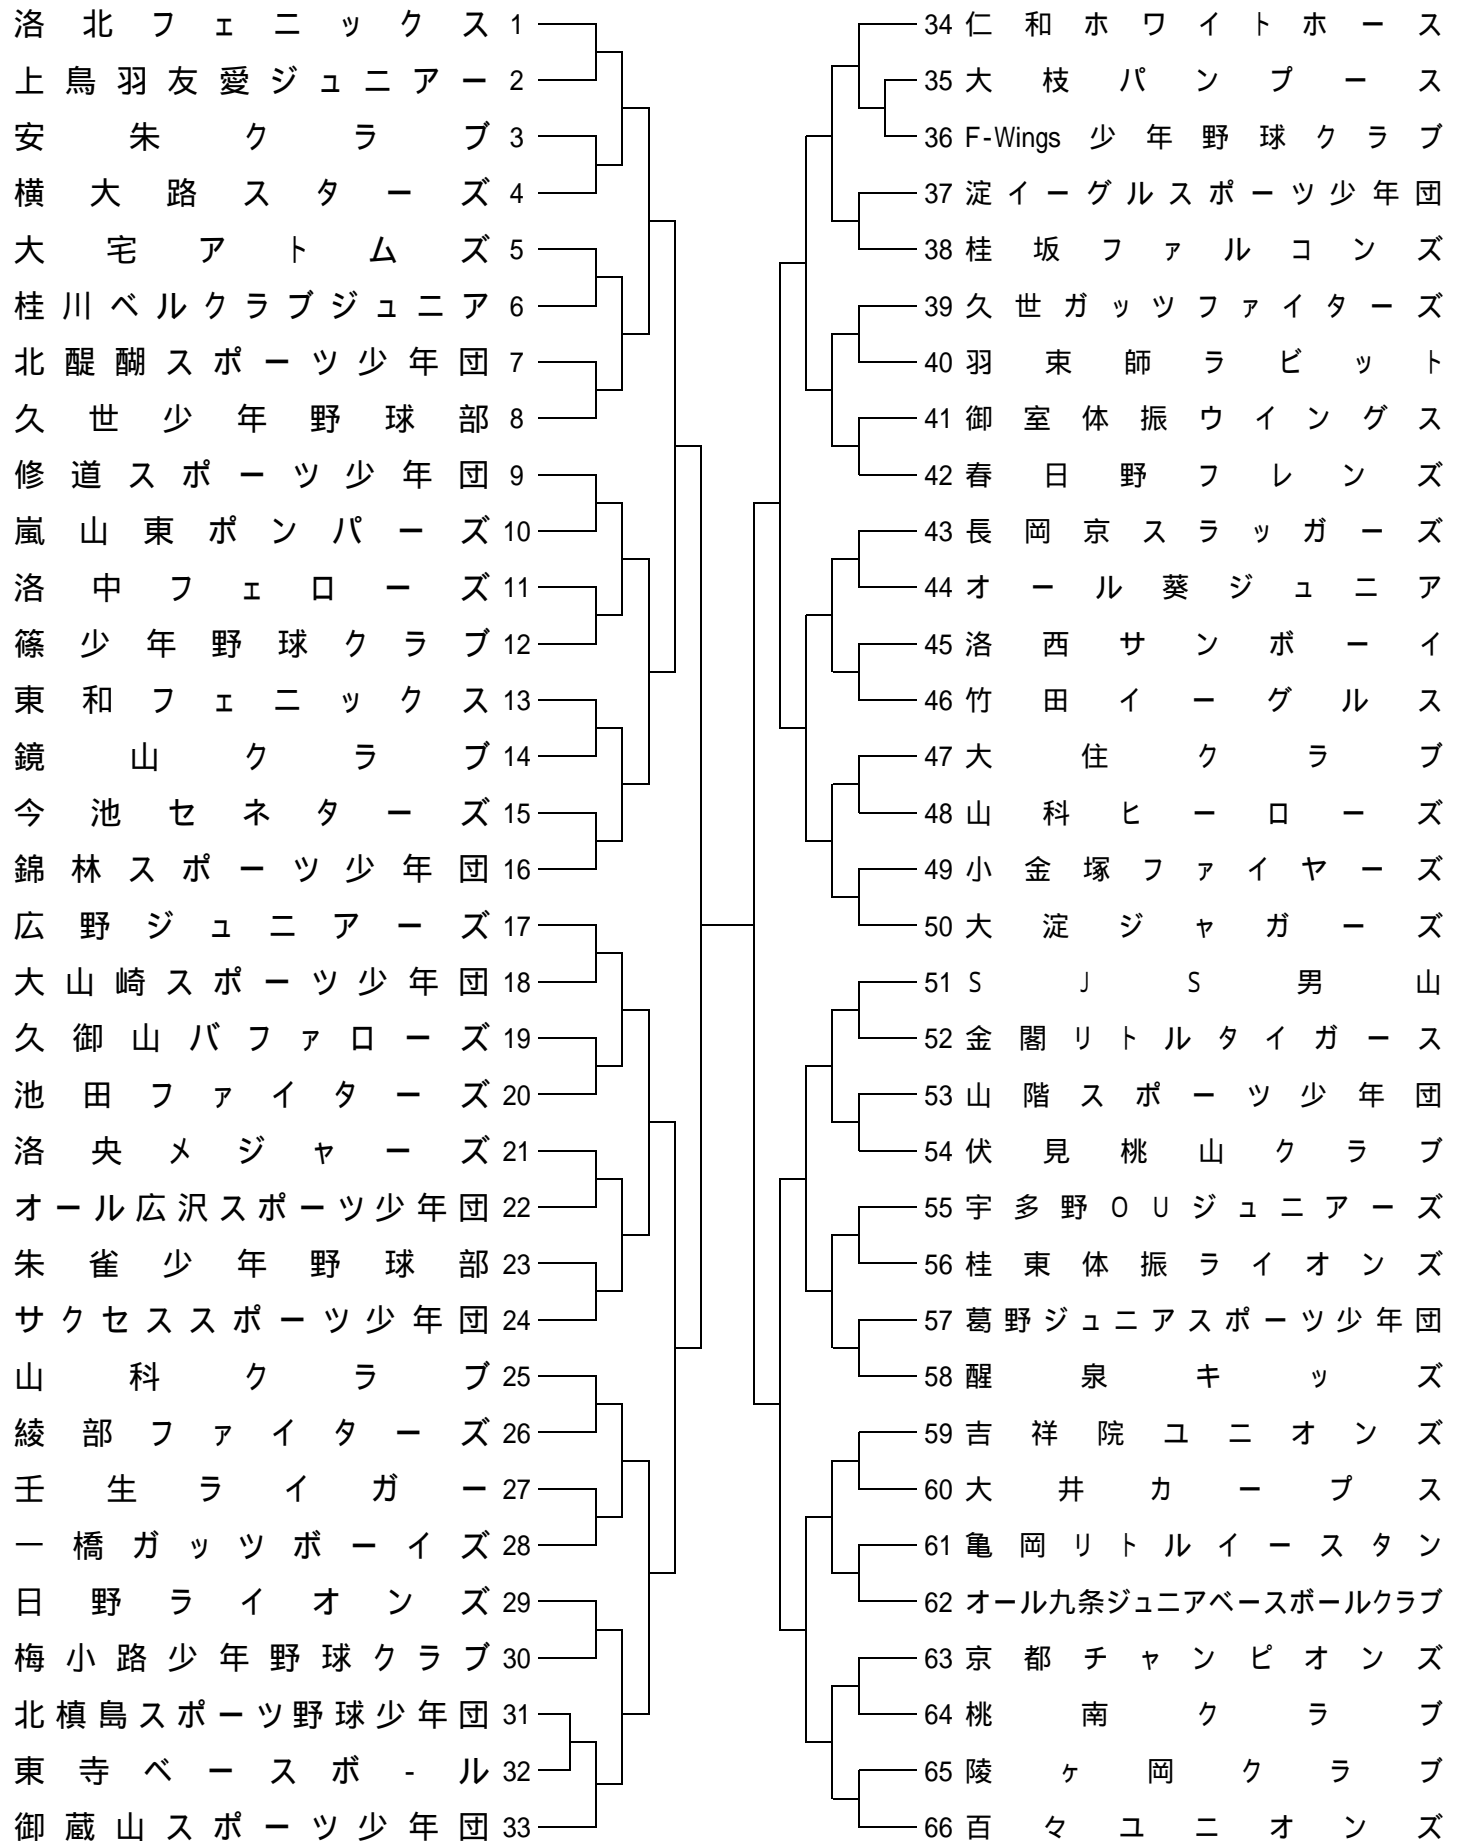 洛北フェニックス 1
上鳥羽友愛ジュニアー 2
安朱クラブ 3
横大路スターズ 4
大宅アトムズ 5
桂川ベルクラブジュニア 6
北醍醐スポーツ少年団 7
久世少年野球部 8
修道スポーツ少年団 9
嵐山東ポンパーズ 10
洛中フェローズ 11
篠少年野球クラブ 12
東和フェニックス 13
鏡山クラブ 14
今池セネターズ 15
錦林スポーツ少年団 16
広野ジュニアーズ 17
大山崎スポーツ少年団 18
久御山バファローズ 19
池田ファイターズ 20
洛央メジャーズ 21
オール広沢スポーツ少年団 22
朱雀少年野球部 23
サクセススポーツ少年団 24
山科クラブ 25
綾部ファイターズ 26
壬生ライガー 27
一橋ガッツボーイズ 28
日野ライオンズ 29
梅小路少年野球クラブ 30
北槙島スポーツ野球少年団 31
東寺ベースボ-ル 32
御蔵山スポーツ少年団 33
34 仁和ホワイトホース
35 大枝パンプース
36 F-Wings 少年野球クラブ
37 淀イーグルスポーツ少年団
38 桂坂ファルコンズ
39 久世ガッツファイターズ
40 羽束師ラビット
41 御室体振ウイングス
42 春日野フレンズ
43 長岡京スラッガーズ
44 オール葵ジュニア
45 洛西サンボーイ
46 竹田イーグルス
47 大住クラブ
48 山科ヒーローズ
49 小金塚ファイヤーズ
50 大淀ジャガーズ
51 SJS男山
52 金閣リトルタイガース
53 山階スポーツ少年団
54 伏見桃山クラブ
55 宇多野OUジュニアーズ
56 桂東体振ライオンズ
57 葛野ジュニアスポーツ少年団
58 醒泉キッズ
59 吉祥院ユニオンズ
60 大井カープス
61 亀岡リトルイースタン
62 オール九条ジュニアベースボールクラブ
63 京都チャンピオンズ
64 桃南クラブ
65 陵ヶ岡クラブ
66 百々ユニオンズ